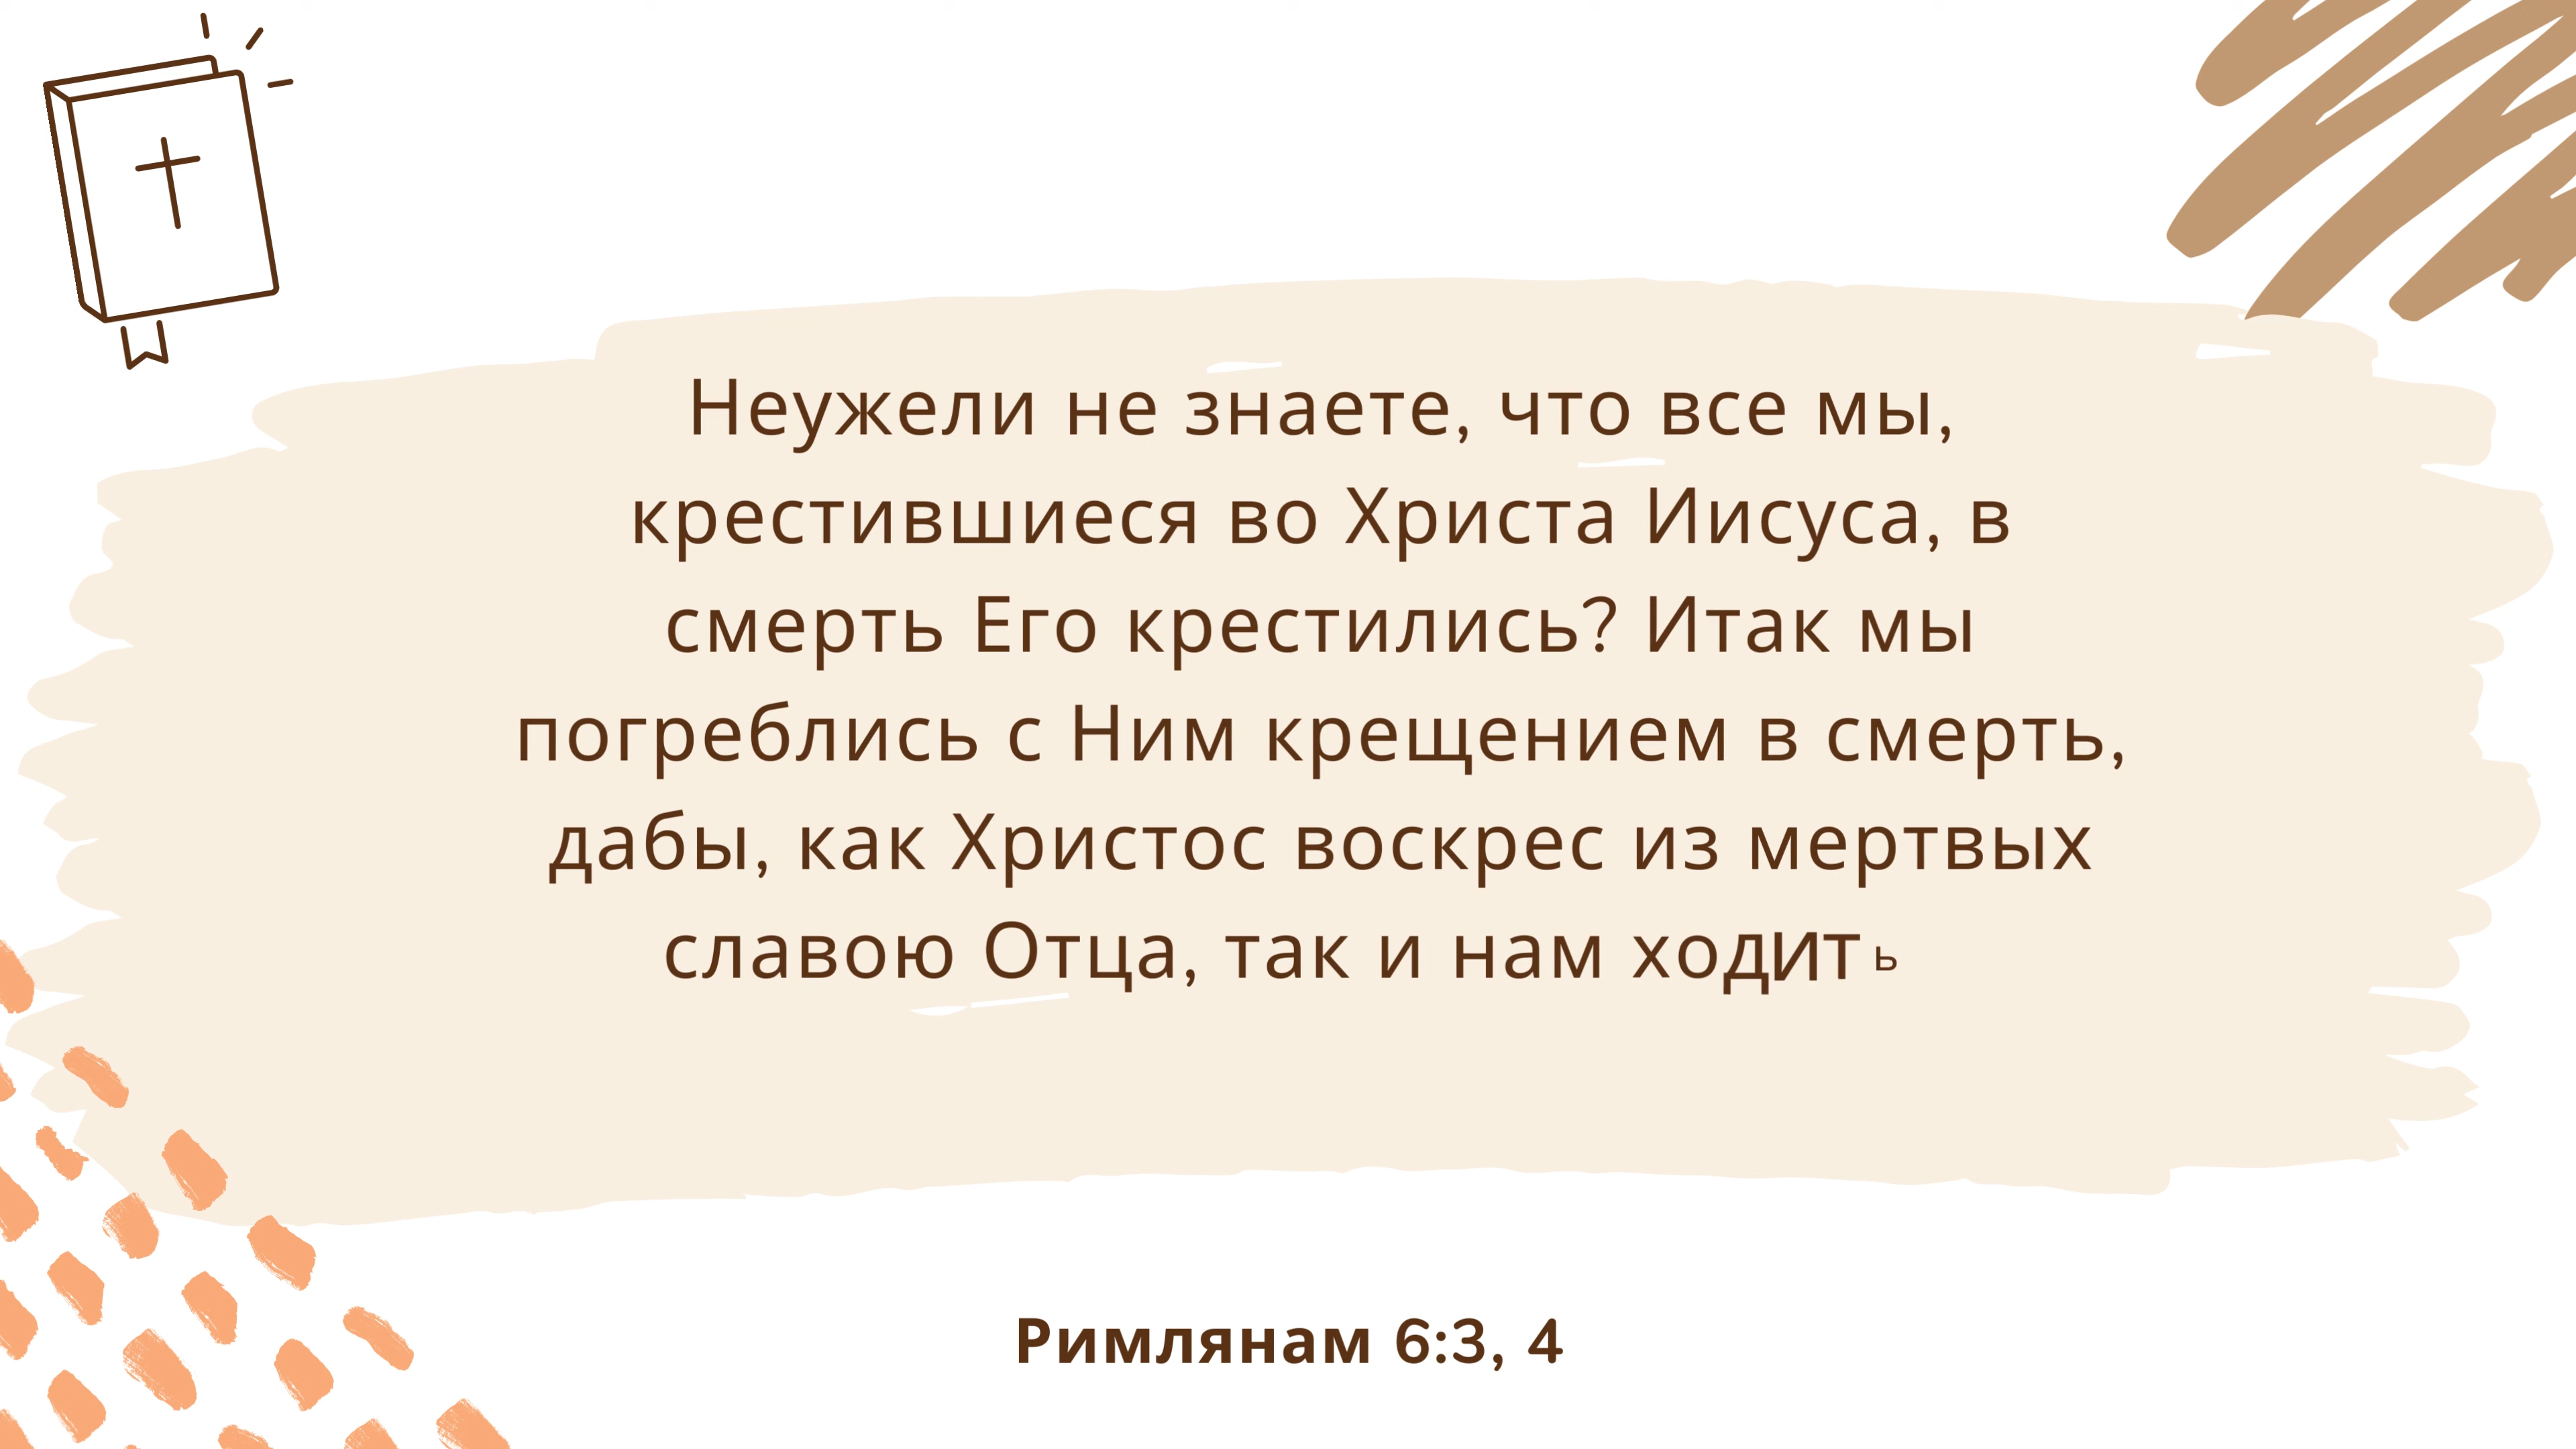 Неужели не знаете, что все мы,
крестившиеся во Христа Иисуса, в
смерть Его крестились? Итак мы
погреблись с Ним крещением в смерть,
дабы, как Христос воскрес из мертвых
славою Отца, так и нам ходить
Римлянам 6:3, 4